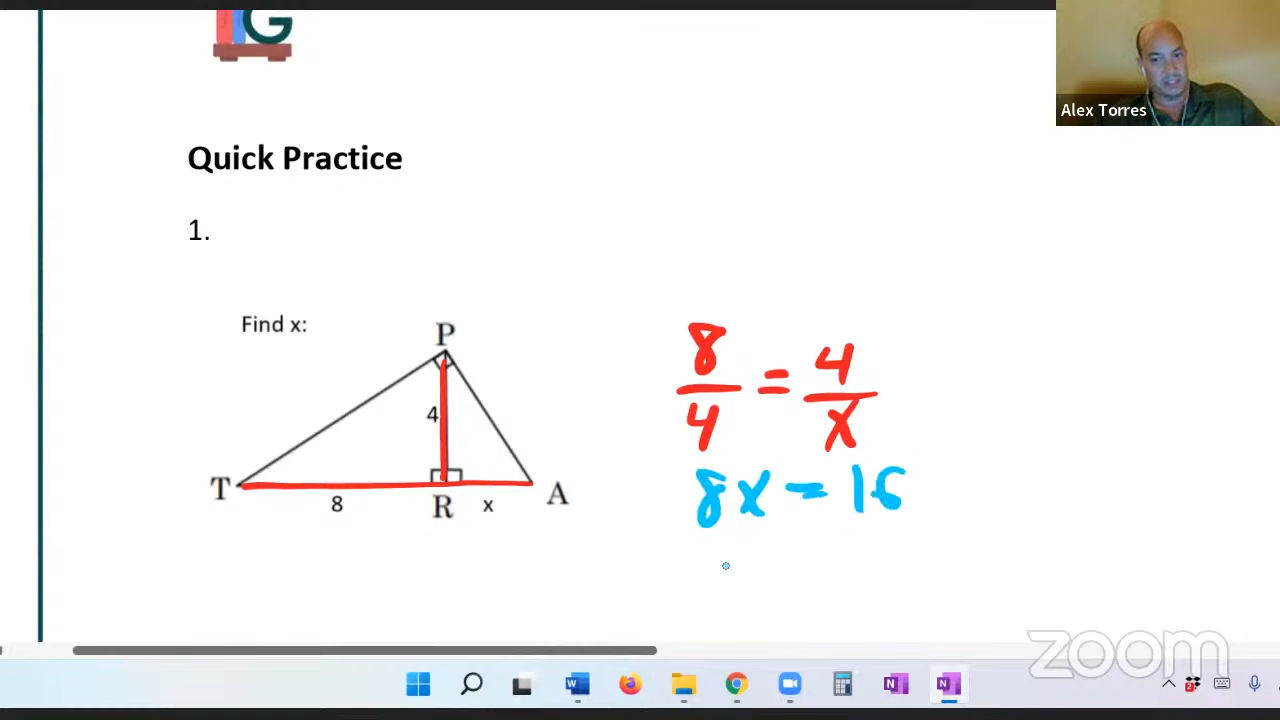 G
Alex Torres
Quick Practice
1.
Find x:
P
4
T
8
R
x
A
8/4 = 4/x
8x = 16
zoom